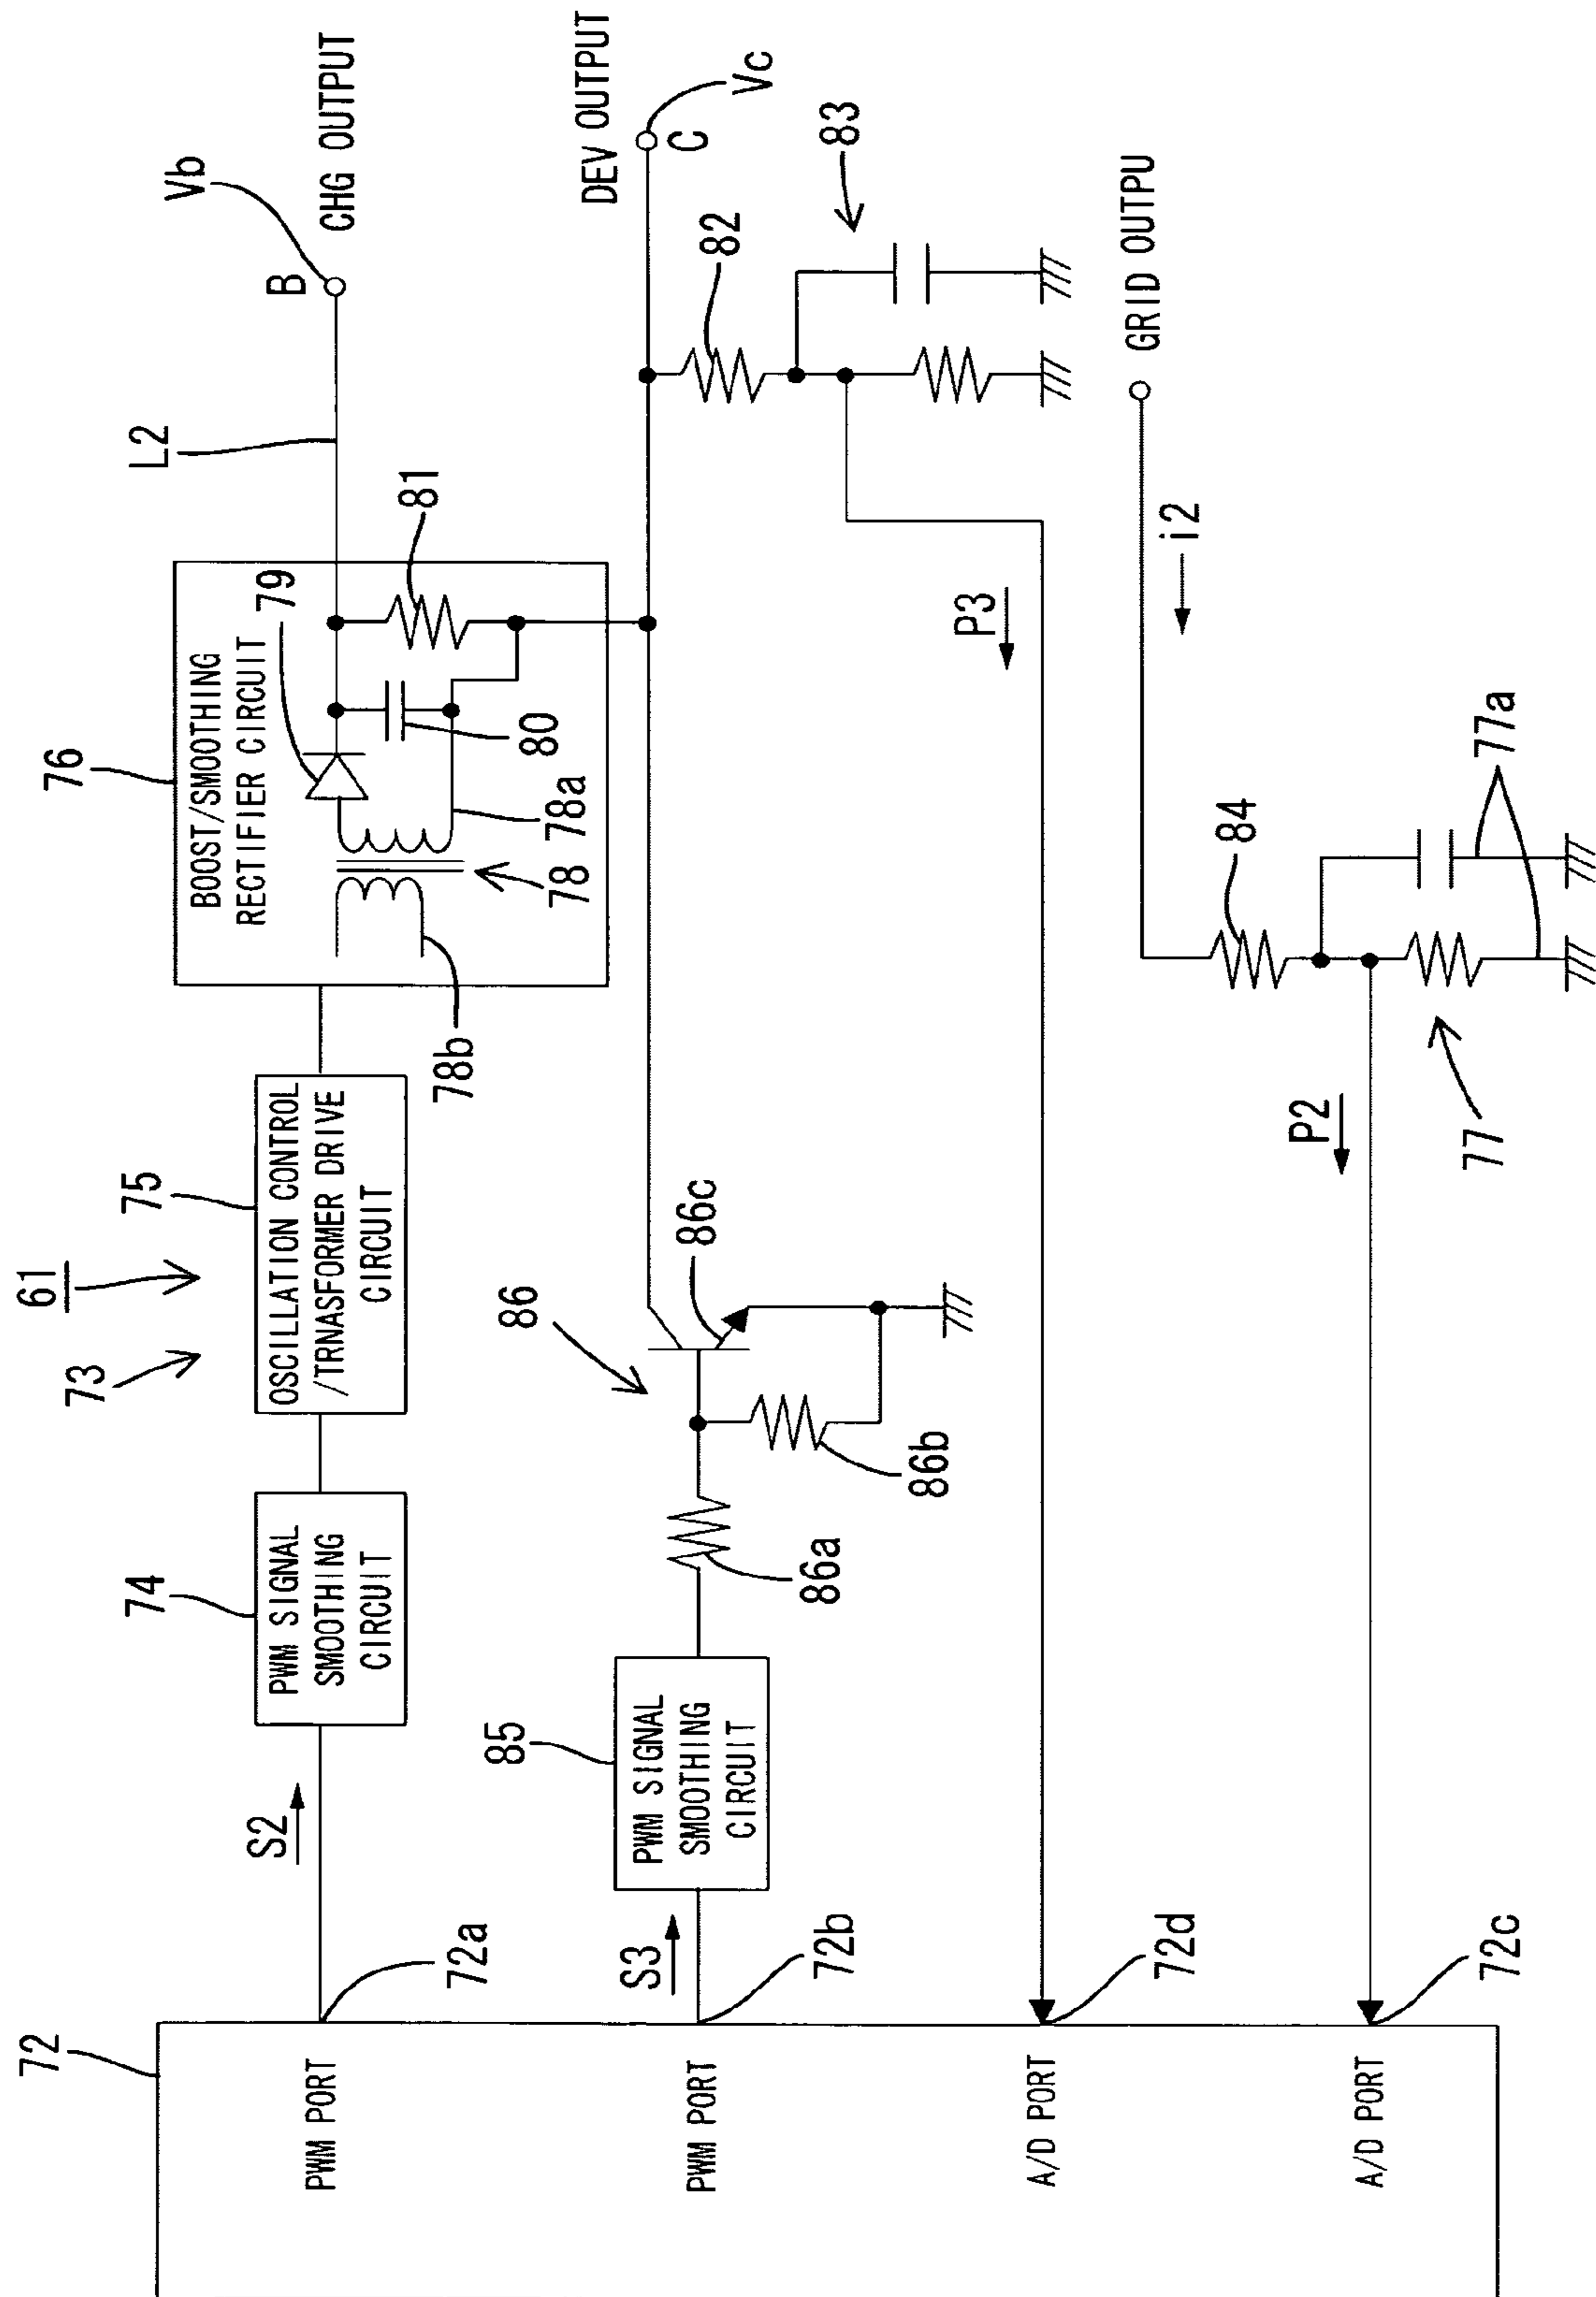 61
73
72
PWM PORT
72a
S2
74
PWM SIGNAL
SMOOTHING
CIRCUIT
75
OSCILLATION CONTROL
/TRNASFORMER DRIVE
CIRCUIT
76
BOOST/SMOOTHING
RECTIFIER CIRCUIT
79
78b
78
78a
80
81
L2
B
Vb
CHG OUTPUT
PWM PORT
72b
S3
85
PWM SIGNAL
SMOOTHING
CIRCUIT
86
86a
86b
86c
DEV OUTPUT
C
Vc
82
83
A/D PORT
72d
P3
GRID OUTPU
i2
A/D PORT
72c
P2
84
77
77a